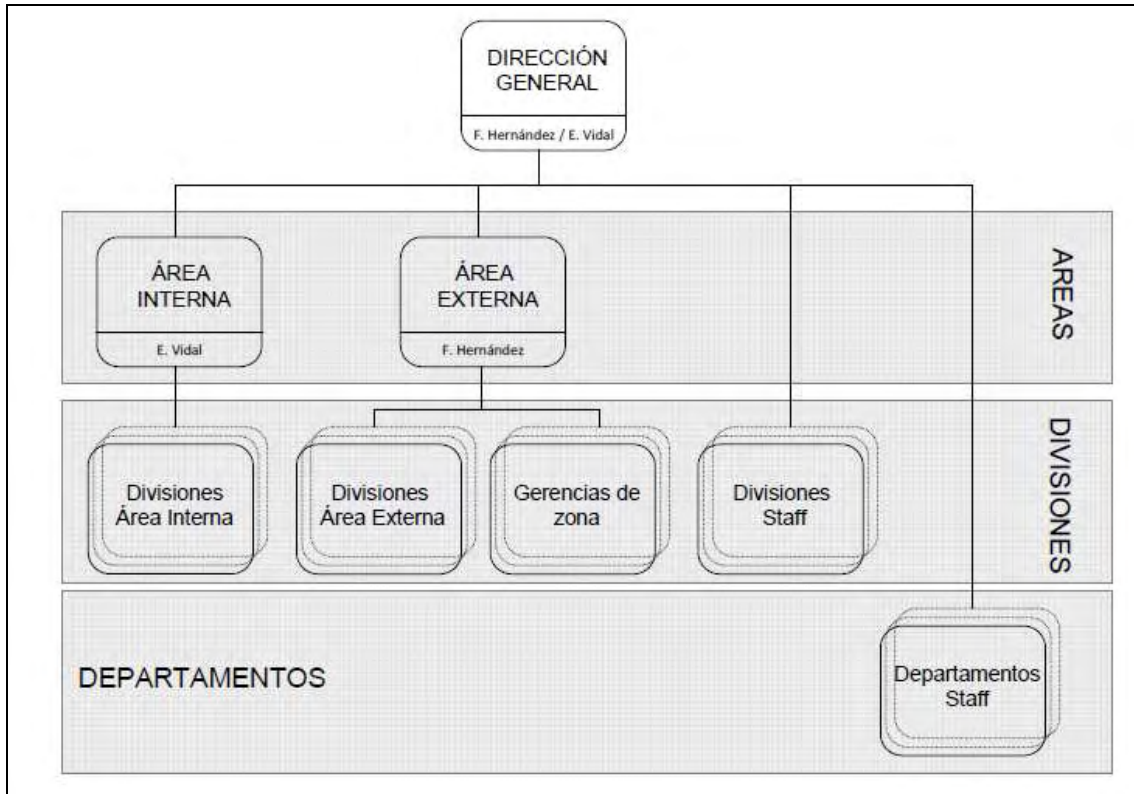 DIRECCIÓN
GENERAL
F. Hernández / E. Vidal
ÁREA
INTERNA
E. Vidal
ÁREA
EXTERNA
F. Hernández
AREAS
Divisiones
Área Interna
Divisiones
Área Externa
Gerencias de
zona
Divisiones
Staff
DIVISIONES
DEPARTAMENTOS
Departamentos
Staff